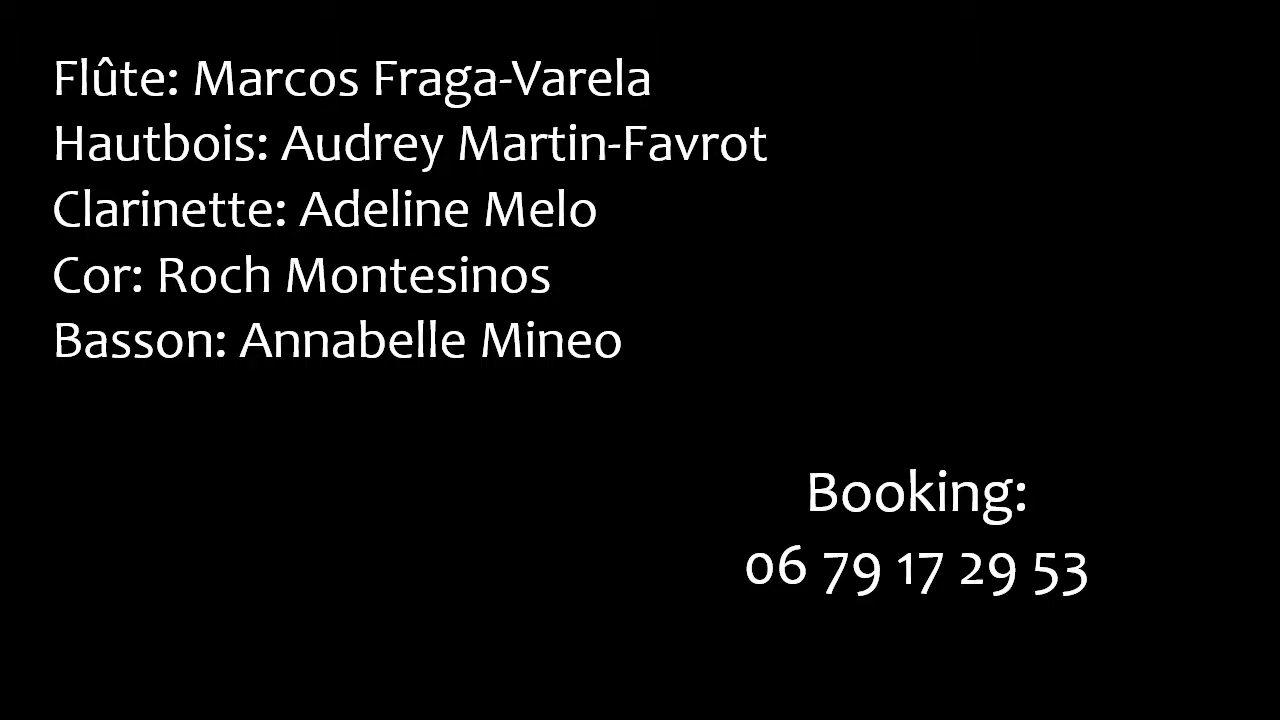 Flûte: Marcos Fraga-Varela
Hautbois: Audrey Martin-Favrot
Clarinette: Adeline Melo
Cor: Roch Montesinos
Basson: Annabelle Mineo
Booking:
06 79 17 29 53